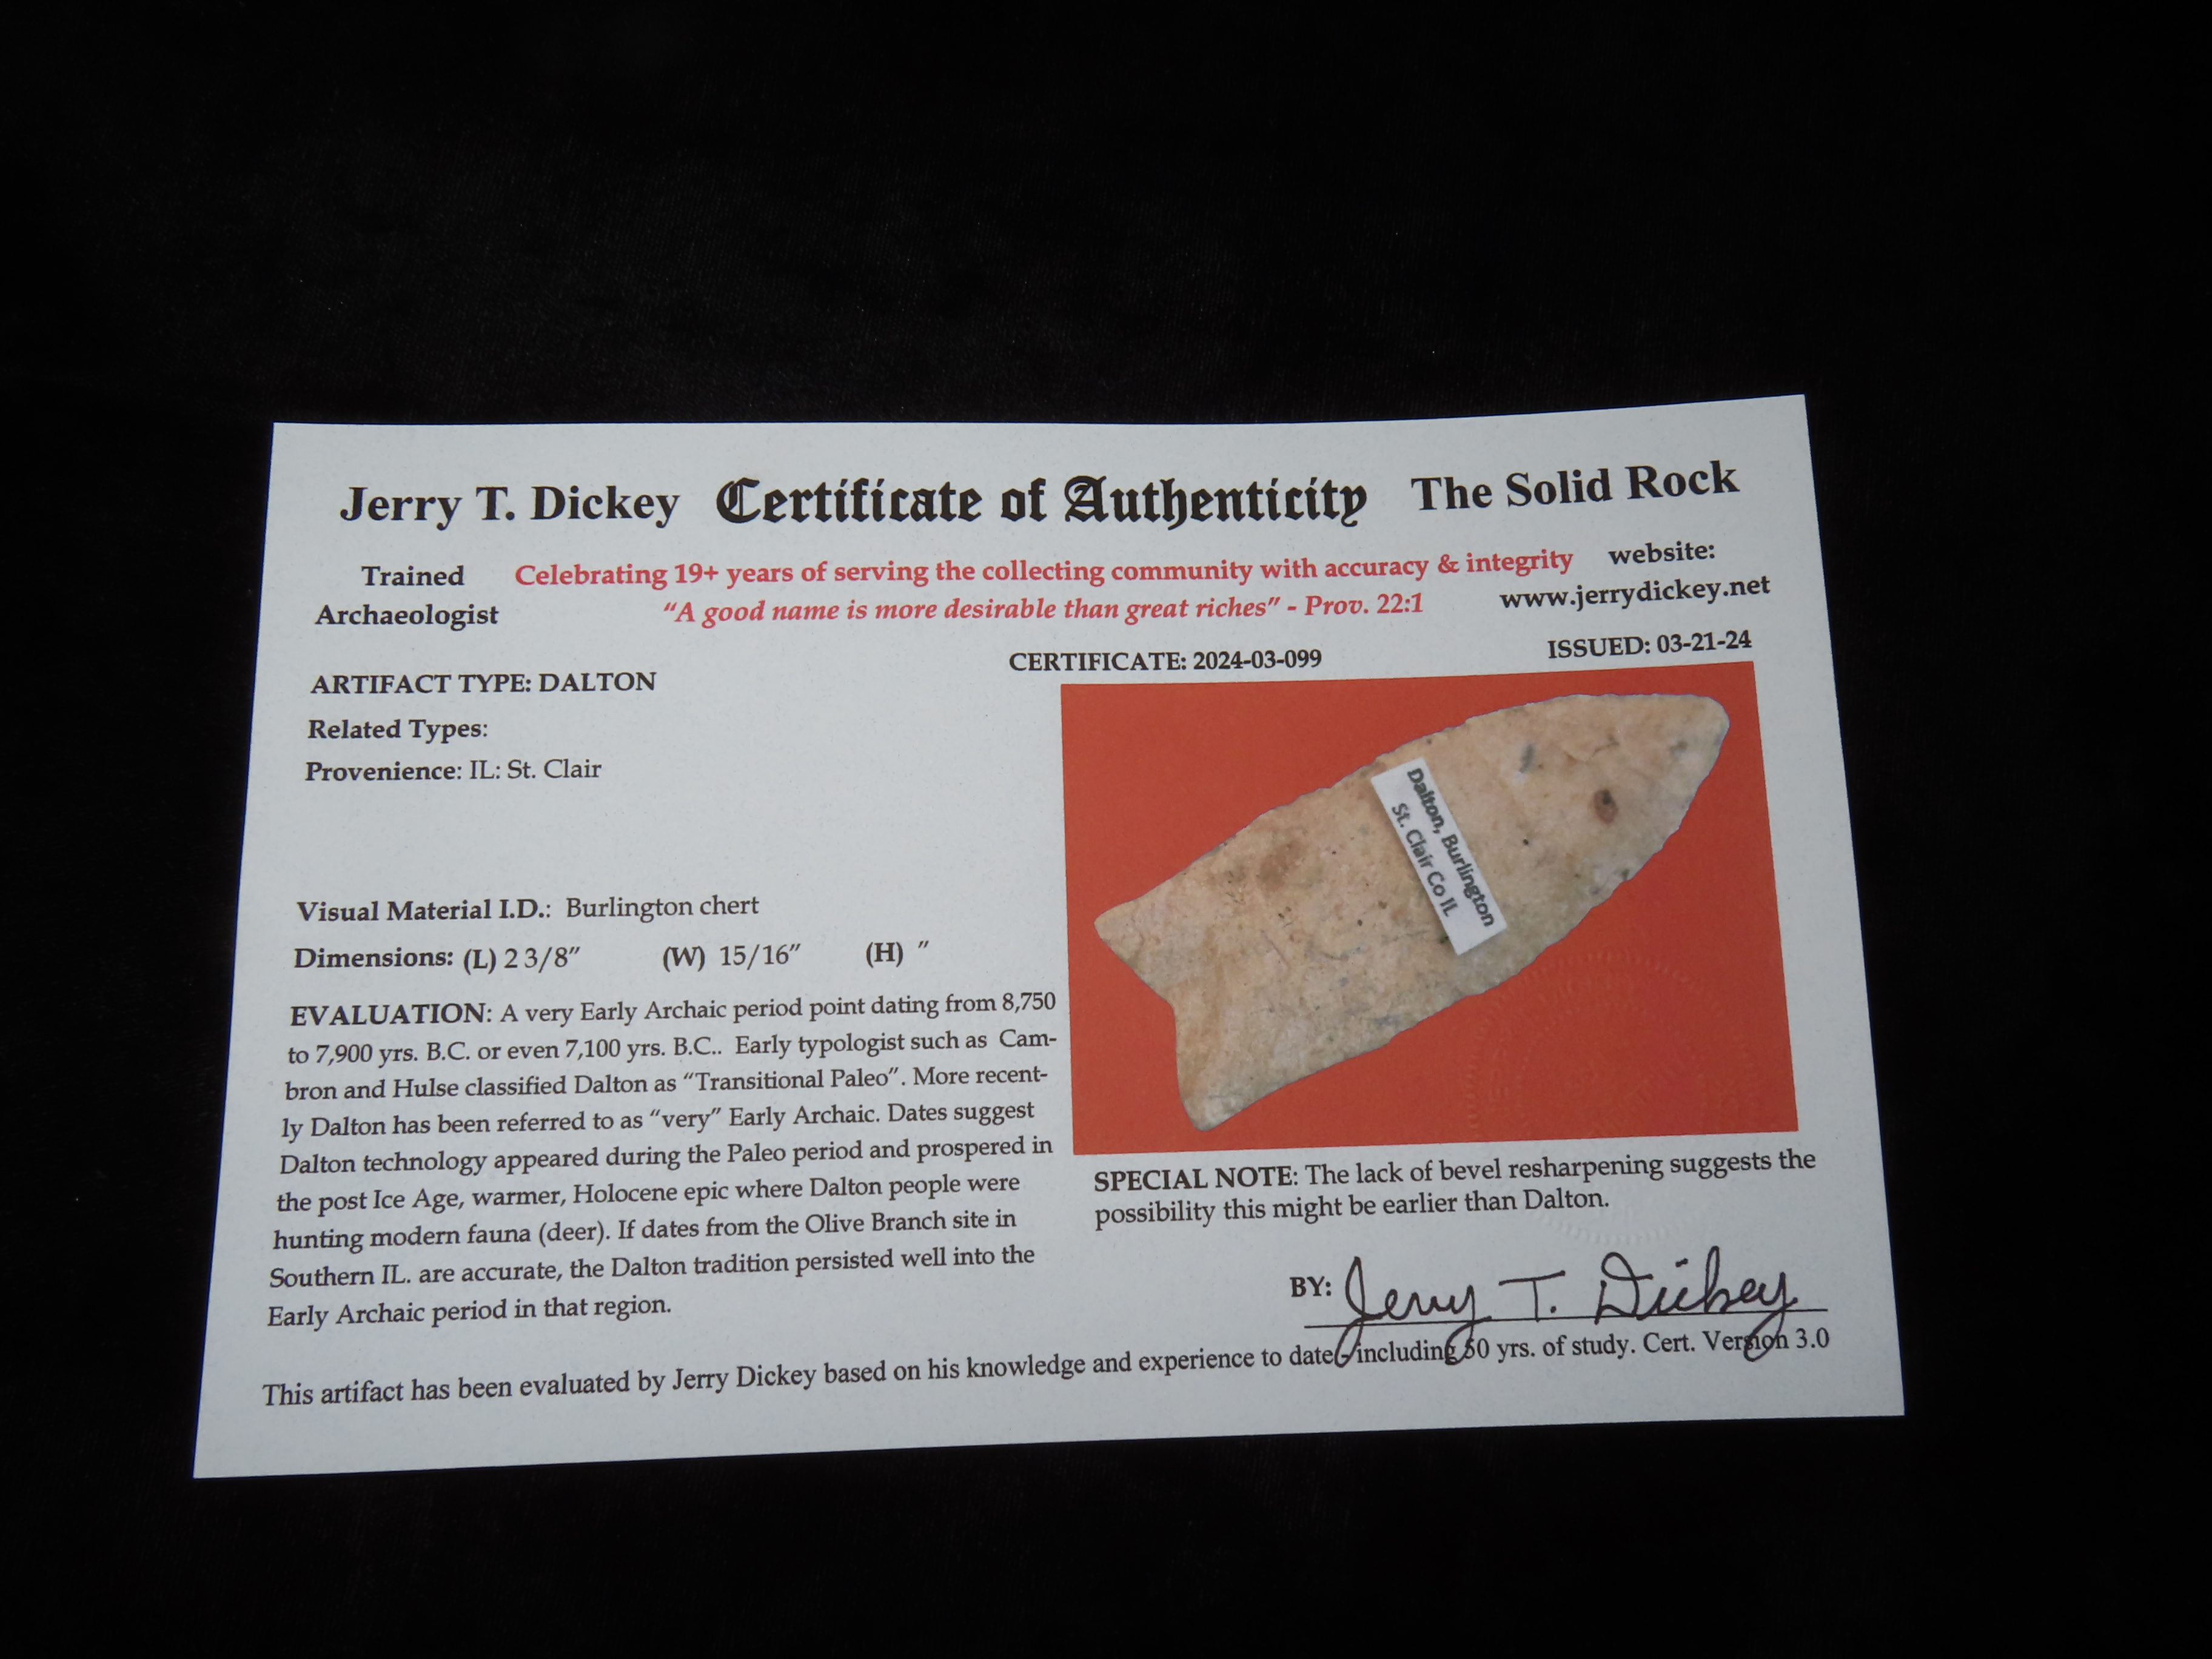 Jerry T. Dickey Certificate of Authenticity The Solid Rock
Trained
Archaeologist
Celebrating 19+ years of serving the collecting community with accuracy & integrity
"A good name is more desirable than great riches" - Prov. 22:1
website:
www.jerrydickey.net
CERTIFICATE: 2024-03-099
ISSUED: 03-21-24
ARTIFACT TYPE: DALTON
Related Types:
Provenience: IL: St. Clair
Visual Material I.D.: Burlington chert
Dimensions: (L) 2 3/8" (W) 15/16" (H) "
EVALUATION: A very Early Archaic period point dating from 8,750
to 7,900 yrs. B.C. or even 7,100 yrs. B.C.. Early typologist such as Cam-
bron and Hulse classified Dalton as "Transitional Paleo". More recent-
ly Dalton has been referred to as "very" Early Archaic. Dates suggest
Dalton technology appeared during the Paleo period and prospered in
the post Ice Age, warmer, Holocene epic where Dalton people were
hunting modern fauna (deer). If dates from the Olive Branch site in
Southern IL. are accurate, the Dalton tradition persisted well into the
Early Archaic period in that region.
Dalton, Burlington
St. Clair Co IL
SPECIAL NOTE: The lack of bevel resharpening suggests the
possibility this might be earlier than Dalton.
BY: Jerry T. Dickey
This artifact has been evaluated by Jerry Dickey based on his knowledge and experience to date - including 50 yrs. of study. Cert. Version 3.0